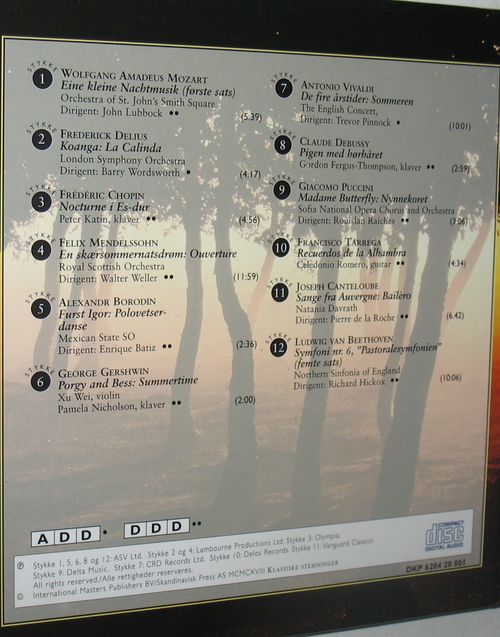 STYKKE 1
WOLFGANG AMADEUS MOZART
Eine kleine Nachtmusik (første sats)
Orchestra of St. John's Smith Square
Dirigent: John Lubbock •• (5.39)
STYKKE 2
FREDERICK DELIUS
Koanga: La Calinda
London Symphony Orchestra
Dirigent: Barry Wordsworth • (4:17)
STYKKE 3
FRÉDÉRIC CHOPIN
Nocturne i Es-dur
Peter Katin, klaver •• (4:56)
STYKKE 4
FELIX MENDELSSOHN
En skærsommernatsdrøm: Ouverture
Royal Scottish Orchestra
Dirigent: Walter Weller •• (11:59)
STYKKE 5
ALEXANDR BORODIN
Furst Igor: Polovetser-
danse
Mexican State SO
Dirigent: Enrique Batiz •• (2:36)
STYKKE 6
GEORGE GERSHWIN
Porgy and Bess: Summertime
Xu Wei, violin
Pamela Nicholson, klaver •• (2:00)
STYKKE 7
ANTONIO VIVALDI
De fire årstider: Sommeren
The English Concert,
Dirigent: Trevor Pinnock • (10:01)
STYKKE 8
CLAUDE DEBUSSY
Pigen med hørhåret
Gordon Fergus-Thompson, klaver •• (2:59)
STYKKE 9
GIACOMO PUCCINI
Madame Butterfly: Nynnekoret
Sofia National Opera Chorus and Orchestra
Dirigent: Rouslan Raichev •• (3:06)
STYKKE 10
FRANCISCO TÁRREGA
Recuerdos de la Alhambra
Celedonio Romero, guitar •• (4:34)
STYKKE 11
JOSEPH CANTELOUBE
Sange fra Auvergne: Baïlero
Natania Davrath
Dirigent: Pierre de la Roche •• (6.42)
STYKKE 12
LUDWIG VAN BEETHOVEN
Symfoni nr. 6, "Pastoralesymfonien"
(femte sats)
Northern Sinfonia of England
Dirigent: Richard Hickox •• (10:06)
ADD • DDD ••
℗ Stykke 1, 5, 6, 8 og 12: ASV Ltd. Stykke 2 og 4: Lambourne Productions Ltd. Stykke 3: Olympia.
Stykke 9: Delta Music. Stykke 7: CRD Records Ltd. Stykke 10: Delos Records. Stykke 11: Vanguard Classics.
All rights reserved./Alle rettigheder reserveres.
© International Masters Publishers BV/Skandinavisk Press AS MCMXCVIII KLASSISKE STEMNINGER
COMPACT
disc
DIGITAL AUDIO
DKP 6204 20 001